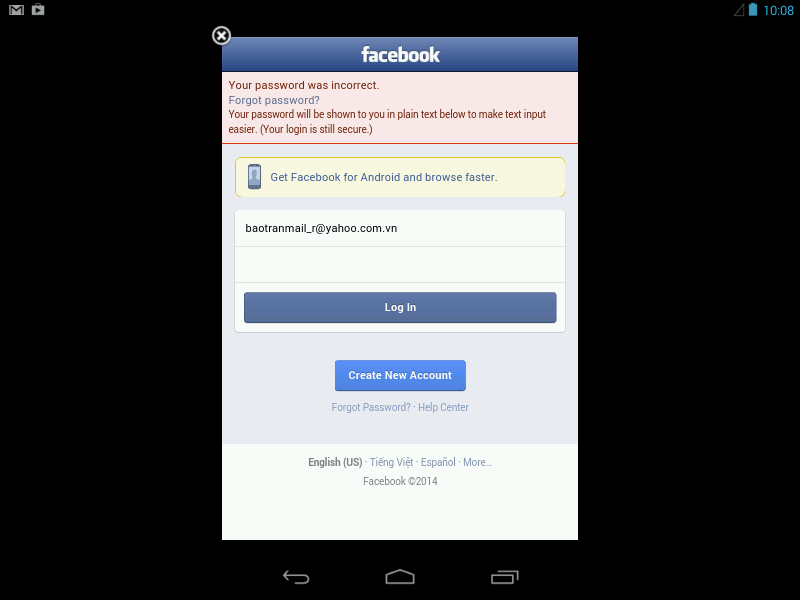 10:08
facebook
Your password was incorrect.
Forgot password?
Your password will be shown to you in plain text below to make text input
easier. (Your login is still secure.)
Get Facebook for Android and browse faster.
baotranmail_r@yahoo.com.vn
Log In
Create New Account
Forgot Password? · Help Center
English (US) · Tiếng Việt · Español · More...
Facebook ©2014